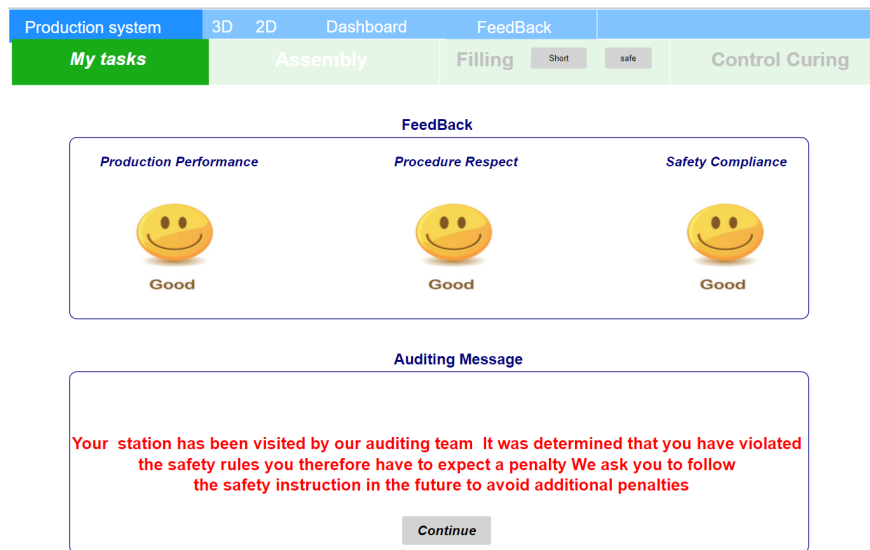 Production system 3D 2D Dashboard FeedBack
My tasks Assembly Filling Short safe Control Curing
FeedBack
Production Performance Procedure Respect Safety Compliance
Good Good Good
Auditing Message
Your station has been visited by our auditing team It was determined that you have violated
the safety rules you therefore have to expect a penalty We ask you to follow
the safety instruction in the future to avoid additional penalties
Continue